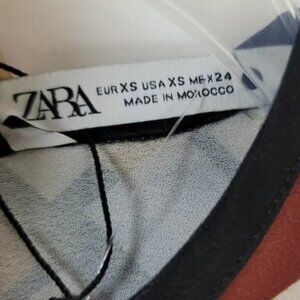 ZARA
EUR XS USA XS MEX 24
MADE IN MOROCCO